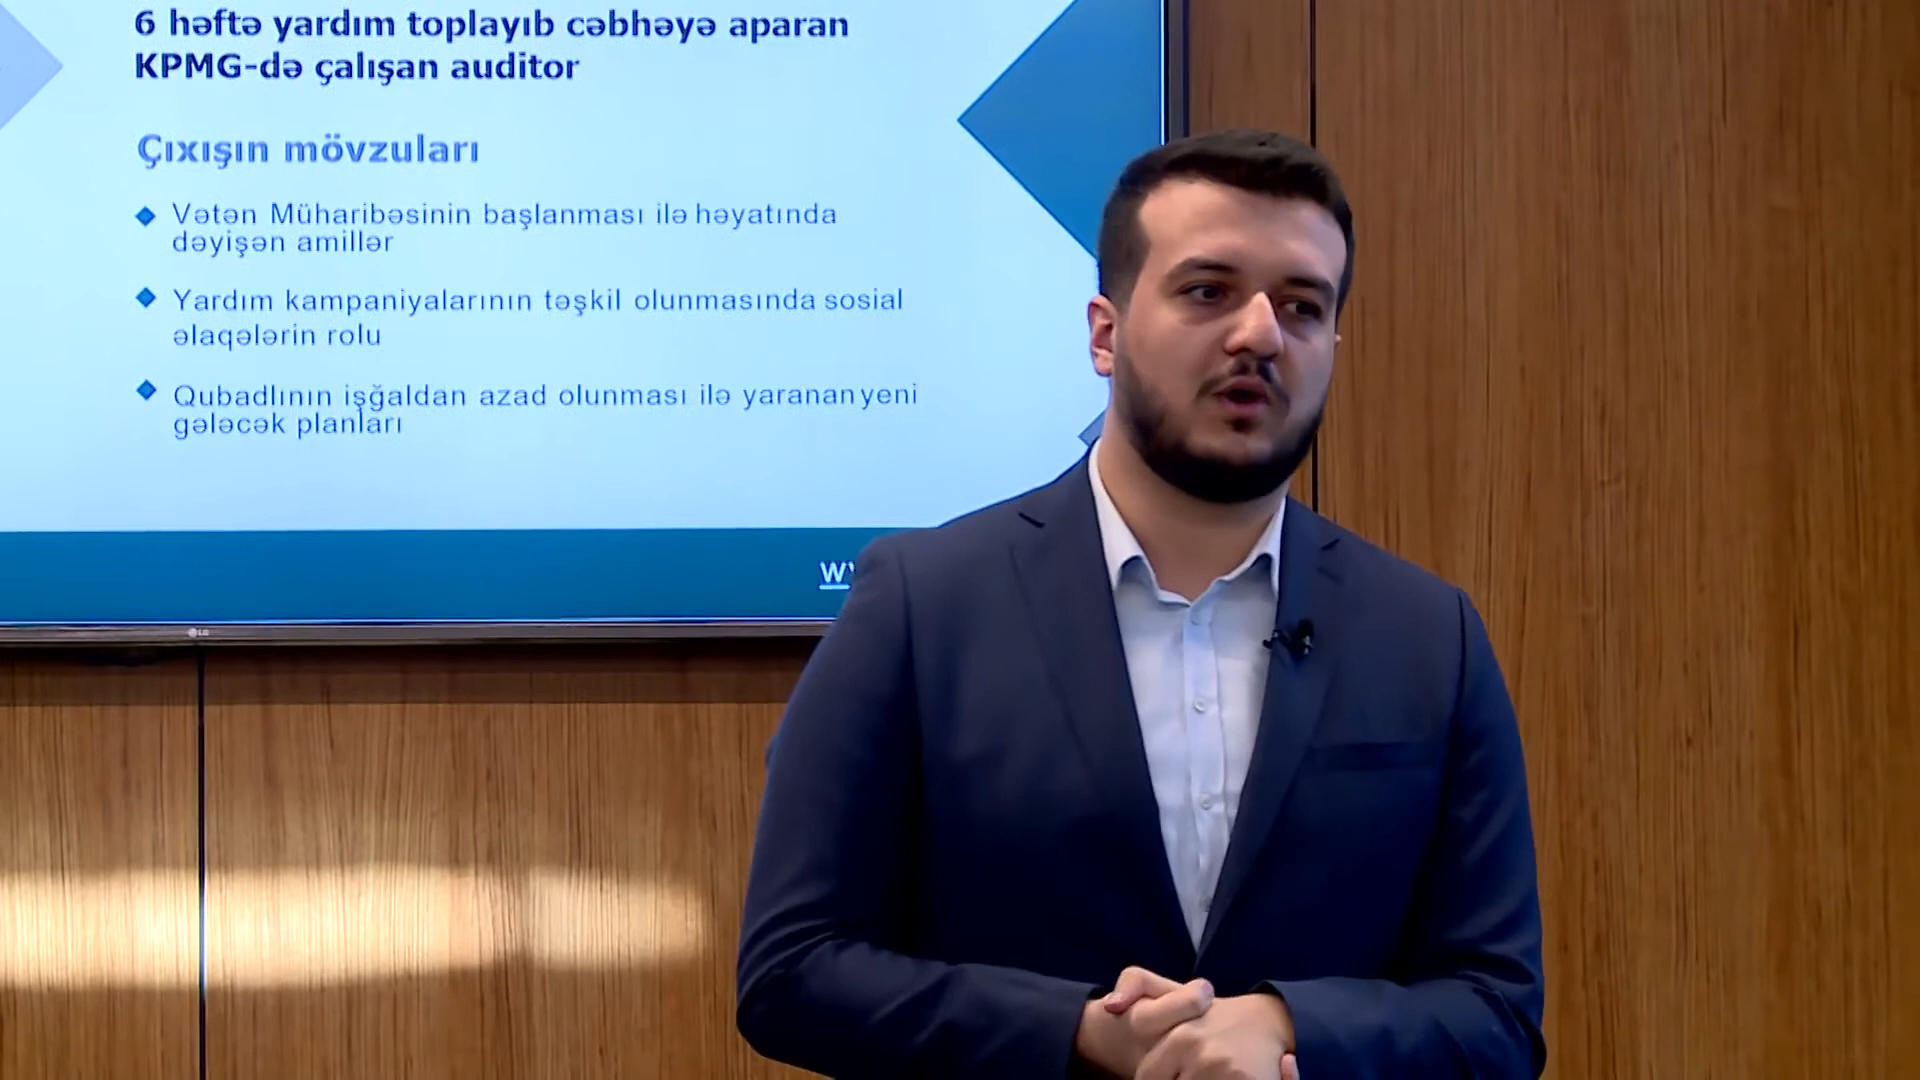 6 həftə yardım toplayıb cəbhəyə aparan
KPMG-də çalışan auditor
Çıxışın mövzuları
Vətən Müharibəsinin başlanması ilə həyatında
dəyişən amillər
Yardım kampaniyalarının təşkil olunmasında sosial
əlaqələrin rolu
Qubadlının işğaldan azad olunması ilə yaranan yeni
gələcək planları
LG